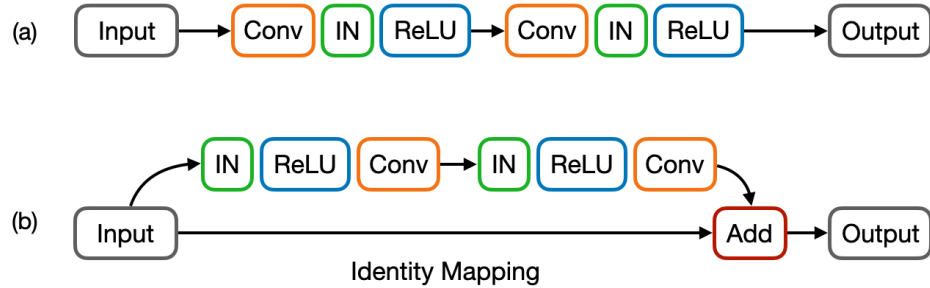 (a) Input Conv IN ReLU Conv IN ReLU Output
IN ReLU Conv IN ReLU Conv
(b) Input Add Output
Identity Mapping